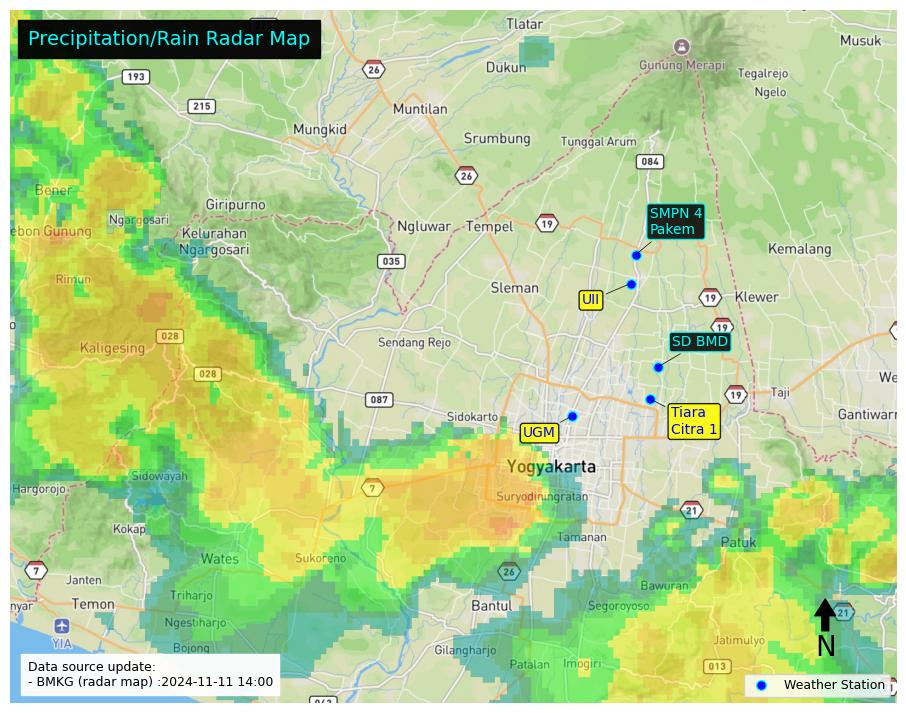 Precipitation/Rain Radar Map
Tlatar
Musuk
26
193
Dukun
Gunung Merapi
Tegalrejo
Ngelo
215
Muntilan
Mungkid
Srumbung
Tunggal Arum
084
26
Bener
Giripurno
SMPN 4
Pakem
Ngargosari
Ngluwar
Tempel
19
ebon Gunung
Kelurahan
Ngargosari
Kemalang
035
Rimun
Sleman
UII
19
Klewer
19
028
Kaligesing
Sendang Rejo
SD BMD
028
We
087
19
Taji
Sidokarto
Tiara
Citra 1
Gantiwarn
UGM
Yogyakarta
Sidowayah
Hargorojo
7
Suryodiningratan
21
Kokap
Tamanan
Patuk
Wates
Sukoreno
7
26
Janten
Bawuran
Triharjo
nyar
Temon
Bantul
Segoroyoso
21
Ngestiharjo
YIA
Jatimulyo
N
Bojong
Gilangharjo
Patalan
Imogiri
013
Data source update:
- BMKG (radar map) :2024-11-11 14:00
Weather Station